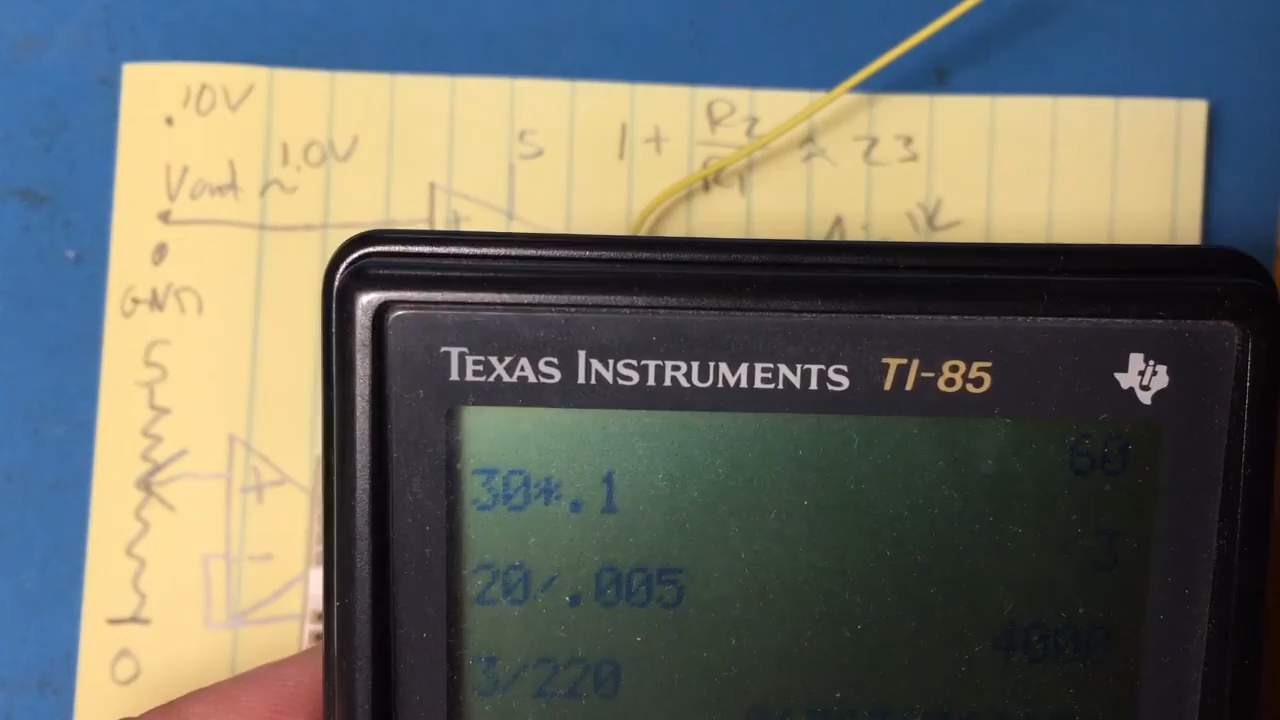 .10V
Vout ~ 1.0V
5
1 + R2/R1 ≈ 23
1K
GND
+
-
0
TEXAS INSTRUMENTS TI-85
60
30*.1
3
20/.005
4000
3/220